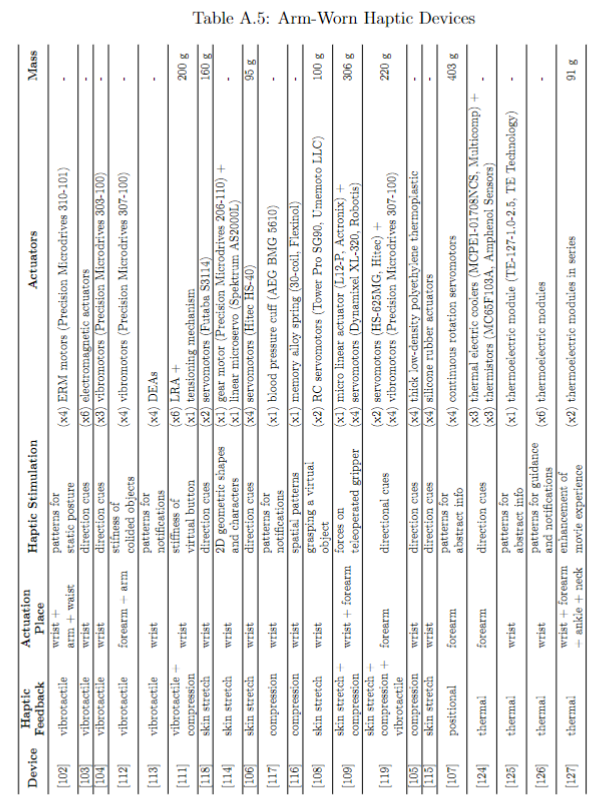 Table A.5: Arm-Worn Haptic Devices
Device Haptic Feedback Actuation Place Haptic Stimulation Actuators Mass
[102] vibrotactile wrist + arm + waist patterns for static posture (x4) ERM motors (Precision Microdrives 310-101) -
[103] vibrotactile wrist direction cues (x6) electromagnetic actuators -
[104] vibrotactile wrist direction cues (x3) vibromotors (Precision Microdrives 303-100) -
[112] vibrotactile forearm + arm stiffness of collided objects (x4) vibromotors (Precision Microdrives 307-100) -
[113] vibrotactile wrist patterns for notifications (x4) DEAs -
[111] vibrotactile + compression wrist stiffness of virtual button (x6) LRA + (x1) tensioning mechanism 200 g
[118] skin stretch wrist direction cues (x2) servomotors (Futaba S3114) 160 g
[114] skin stretch wrist 2D geometric shapes and characters (x1) gear motor (Precision Microdrives 206-110) + (x1) linear microservo (Spektrum AS2000L) -
[106] skin stretch wrist direction cues (x4) servomotors (Hitec HS-40) 95 g
[117] compression wrist patterns for notifications (x1) blood pressure cuff (AEG BMG 5610) -
[116] compression wrist spatial patterns (x1) memory alloy spring (30-coil, Flexinol) -
[108] skin stretch wrist grasping a virtual object (x2) RC servomotors (Tower Pro SG90, Umemoto LLC) 100 g
[109] skin stretch + compression wrist + forearm forces on teleoperated gripper (x1) micro linear actuator (L12-P, Actronix) + (x4) servomotors (Dynamixel XL-320, Robotis) 306 g
[119] skin stretch + compression + vibrotactile forearm directional cues (x2) servomotors (HS-625MG, Hitec) + (x4) vibromotors (Precision Microdrives 307-100) 220 g
[105] compression wrist direction cues (x4) thick low-density polyethylene thermoplastic -
[115] skin stretch wrist direction cues (x4) silicone rubber actuators -
[107] positional forearm patterns for abstract info (x4) continuous rotation servomotors 403 g
[124] thermal forearm direction cues (x3) thermal electric coolers (MCPE1-01708NCS, Multicomp) + (x3) thermistors (MC65F103A, Amphenol Sensors) -
[125] thermal wrist patterns for abstract info (x1) thermoelectric module (TE-127-1.0-2.5, TE Technology) -
[126] thermal wrist patterns for guidance and notifications (x6) thermoelectric modules -
[127] thermal wrist + forearm + ankle + neck enhancement of movie experience (x2) thermoelectric modules in series 91 g